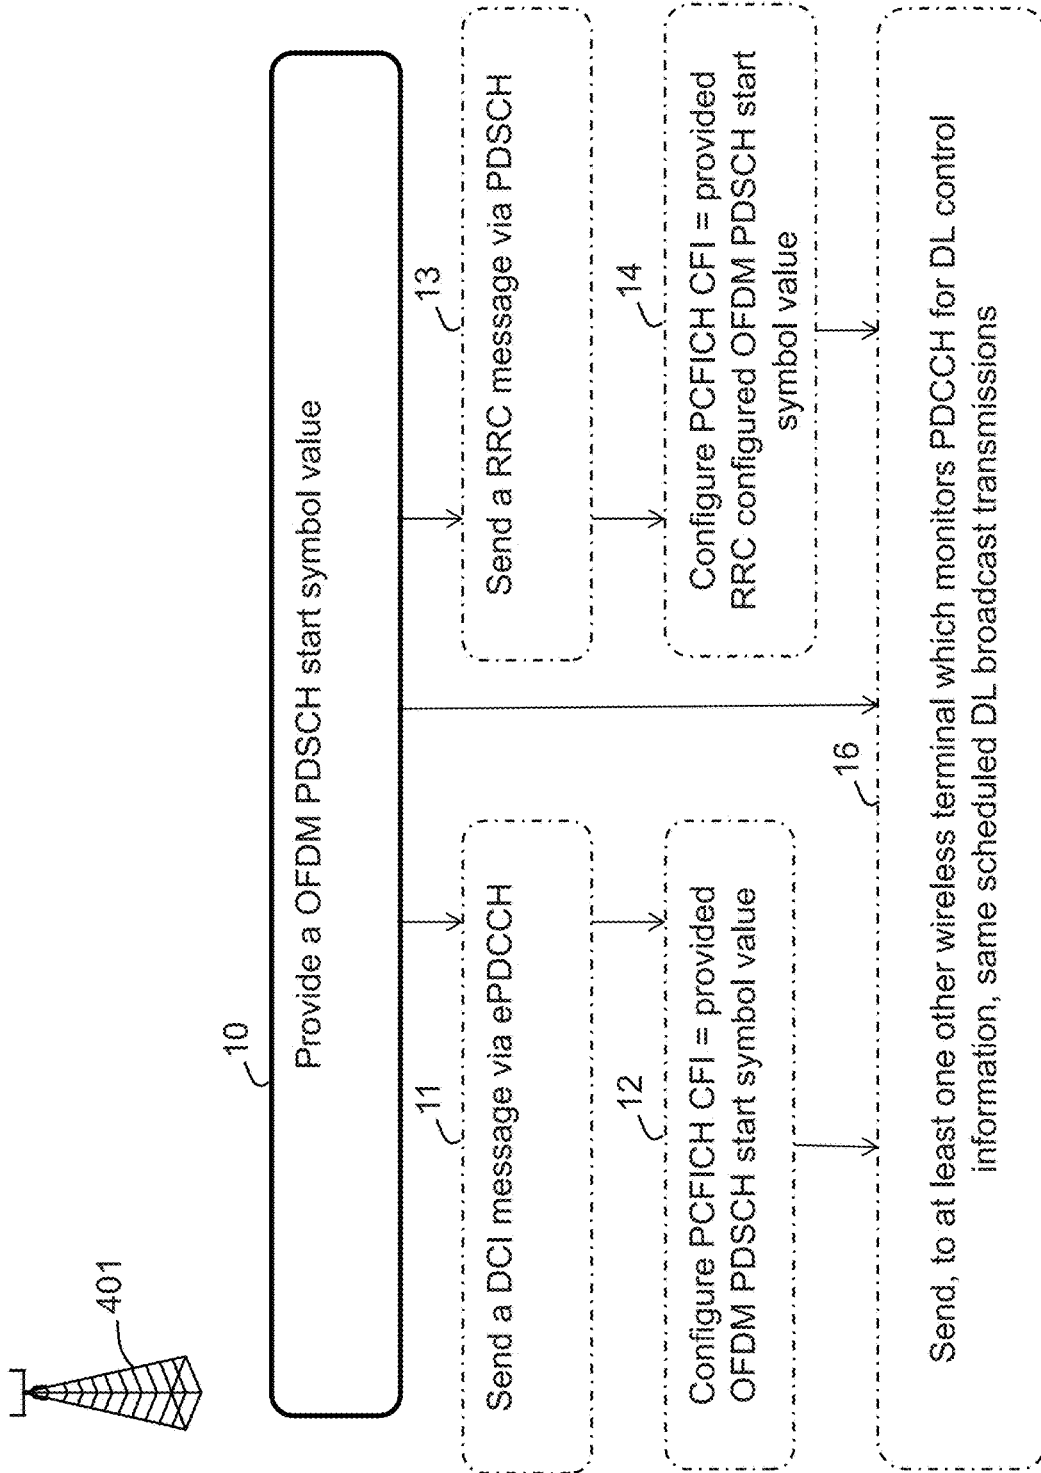 401
10
Provide a OFDM PDSCH start symbol value
11
Send a DCI message via ePDCCH
13
Send a RRC message via PDSCH
12
Configure PCFICH CFI = provided
OFDM PDSCH start symbol value
14
Configure PCFICH CFI = provided
RRC configured OFDM PDSCH start
symbol value
16
Send, to at least one other wireless terminal which monitors PDCCH for DL control
information, same scheduled DL broadcast transmissions